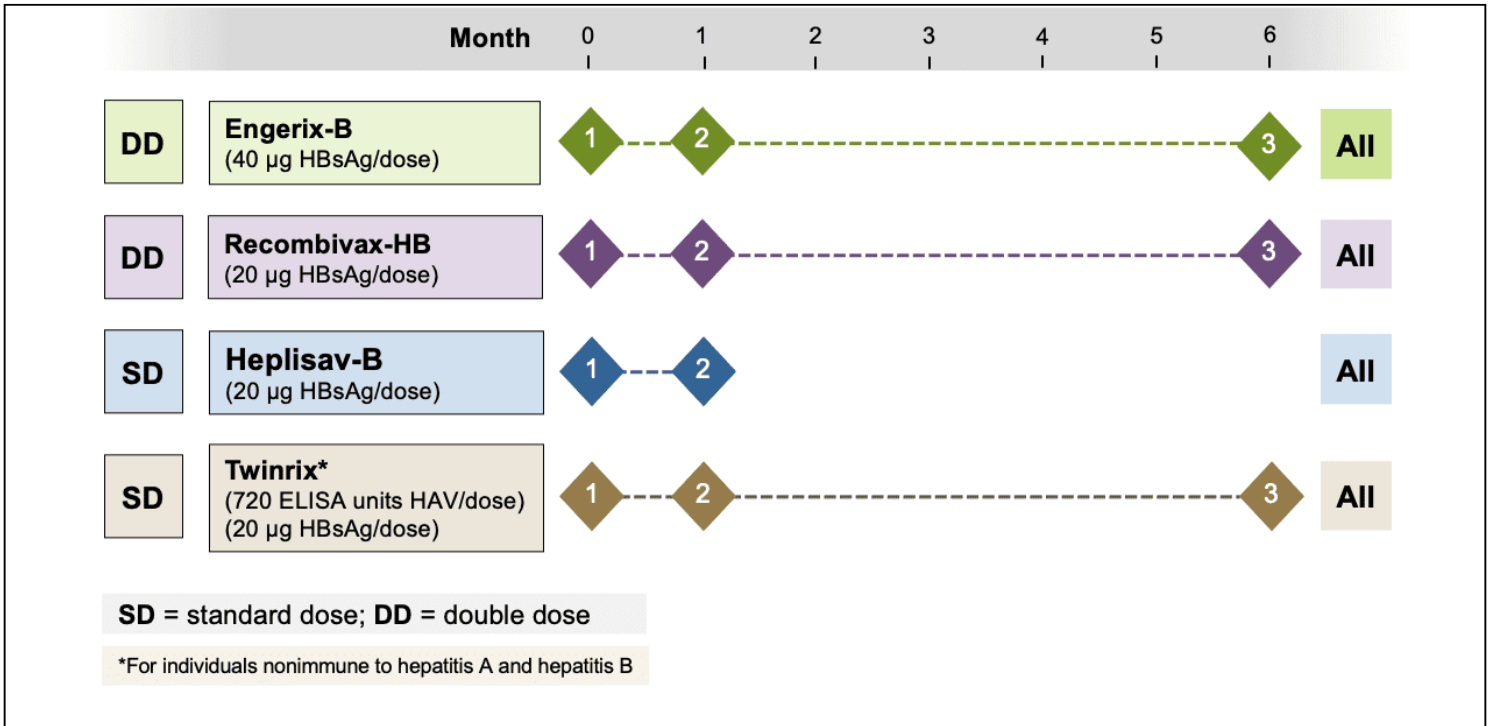 Month 0 1 2 3 4 5 6
DD
Engerix-B
(40 µg HBsAg/dose)
1 2 3
All
DD
Recombivax-HB
(20 µg HBsAg/dose)
1 2 3
All
SD
Heplisav-B
(20 µg HBsAg/dose)
1 2
All
SD
Twinrix*
(720 ELISA units HAV/dose)
(20 µg HBsAg/dose)
1 2 3
All
SD = standard dose; DD = double dose
*For individuals nonimmune to hepatitis A and hepatitis B